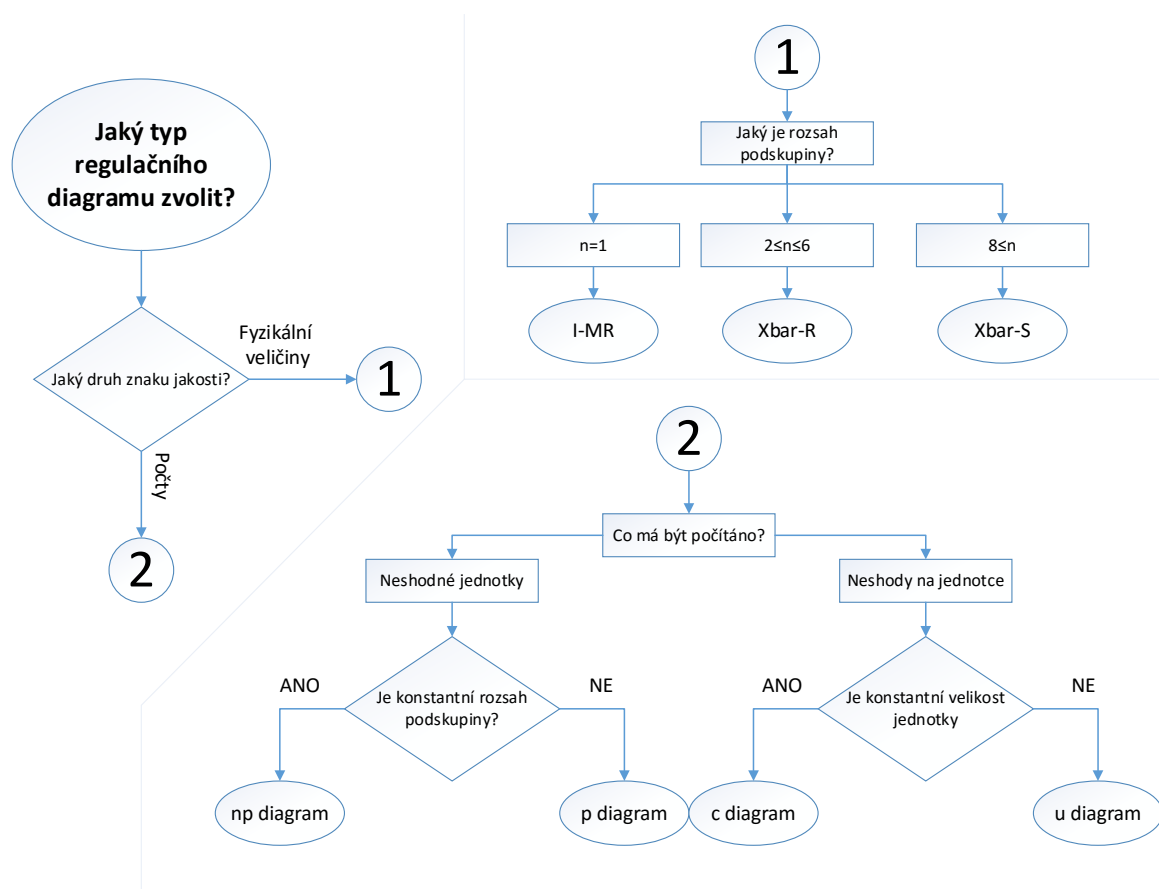 Jaký typ
regulačního
diagramu zvolit?
Jaký druh znaku jakosti?
Fyzikální
veličiny
1
Počty
2
1
Jaký je rozsah
podskupiny?
n=1
2≤n≤6
8≤n
I-MR
Xbar-R
Xbar-S
2
Co má být počítáno?
Neshodné jednotky
Neshody na jednotce
ANO
Je konstantní rozsah
podskupiny?
NE
ANO
Je konstantní velikost
jednotky
NE
np diagram
p diagram
c diagram
u diagram